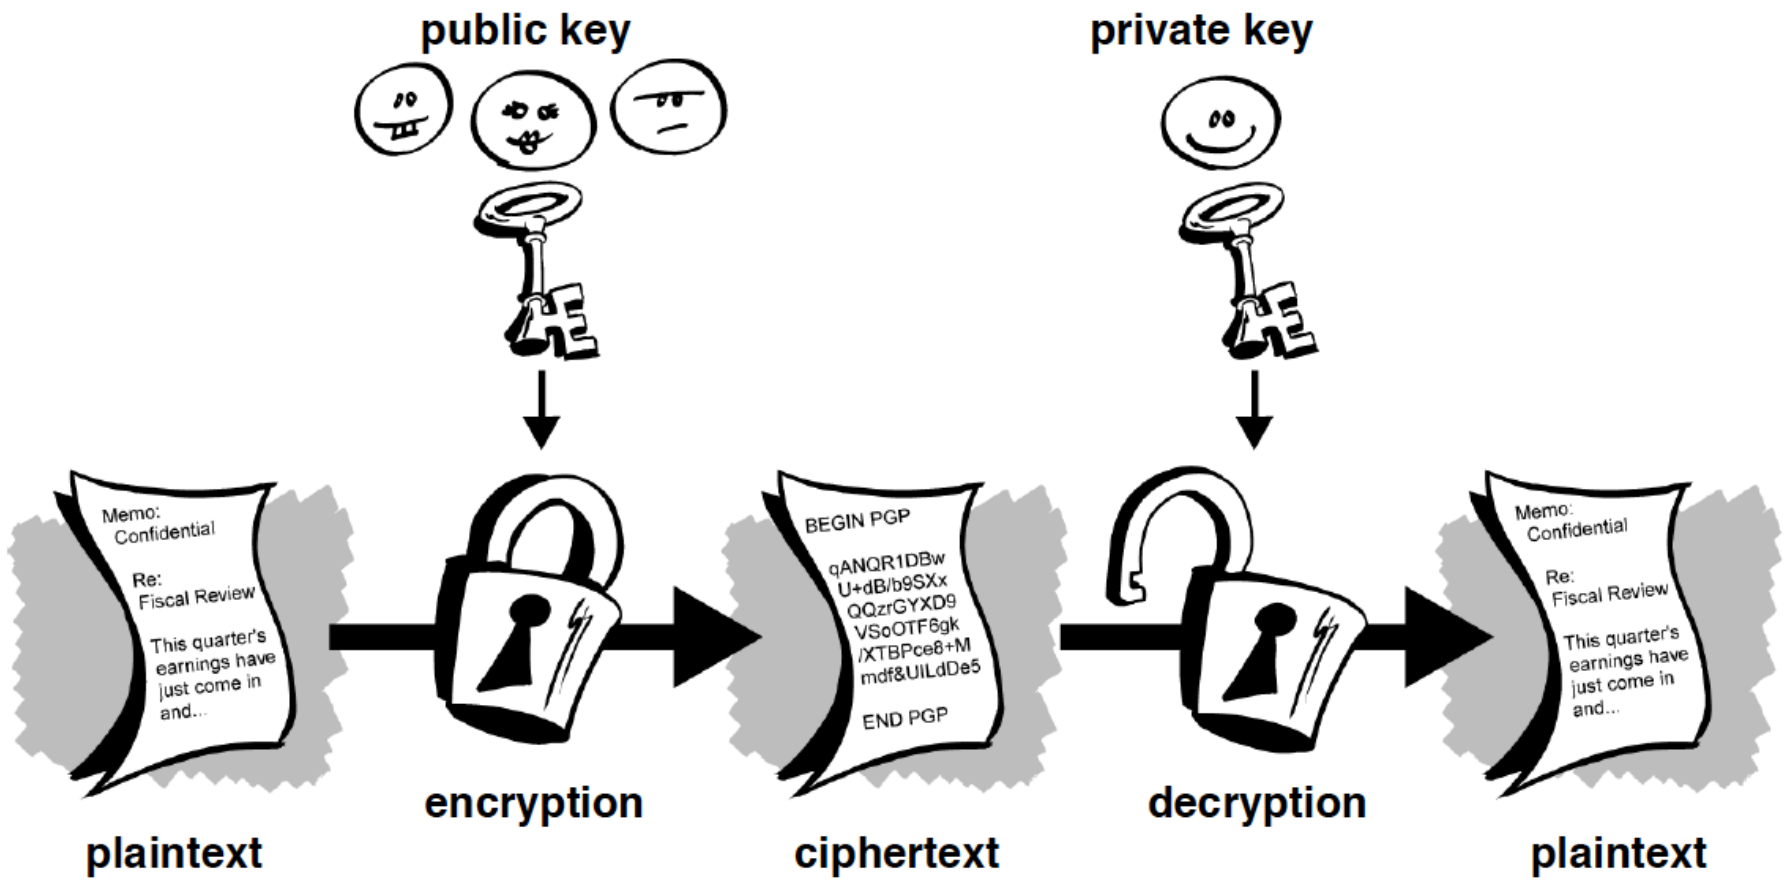 public key
private key
Memo:
Confidential
Re:
Fiscal Review
This quarter's
earnings have
just come in
and...
BEGIN PGP
qANQR1DBw
U+dB/b9SXx
QQzrGYXD9
VSoOTF6gk
/XTBPce8+M
mdf&UILdDe5
END PGP
Memo:
Confidential
Re:
Fiscal Review
This quarter's
earnings have
just come in
and...
encryption
decryption
plaintext
ciphertext
plaintext